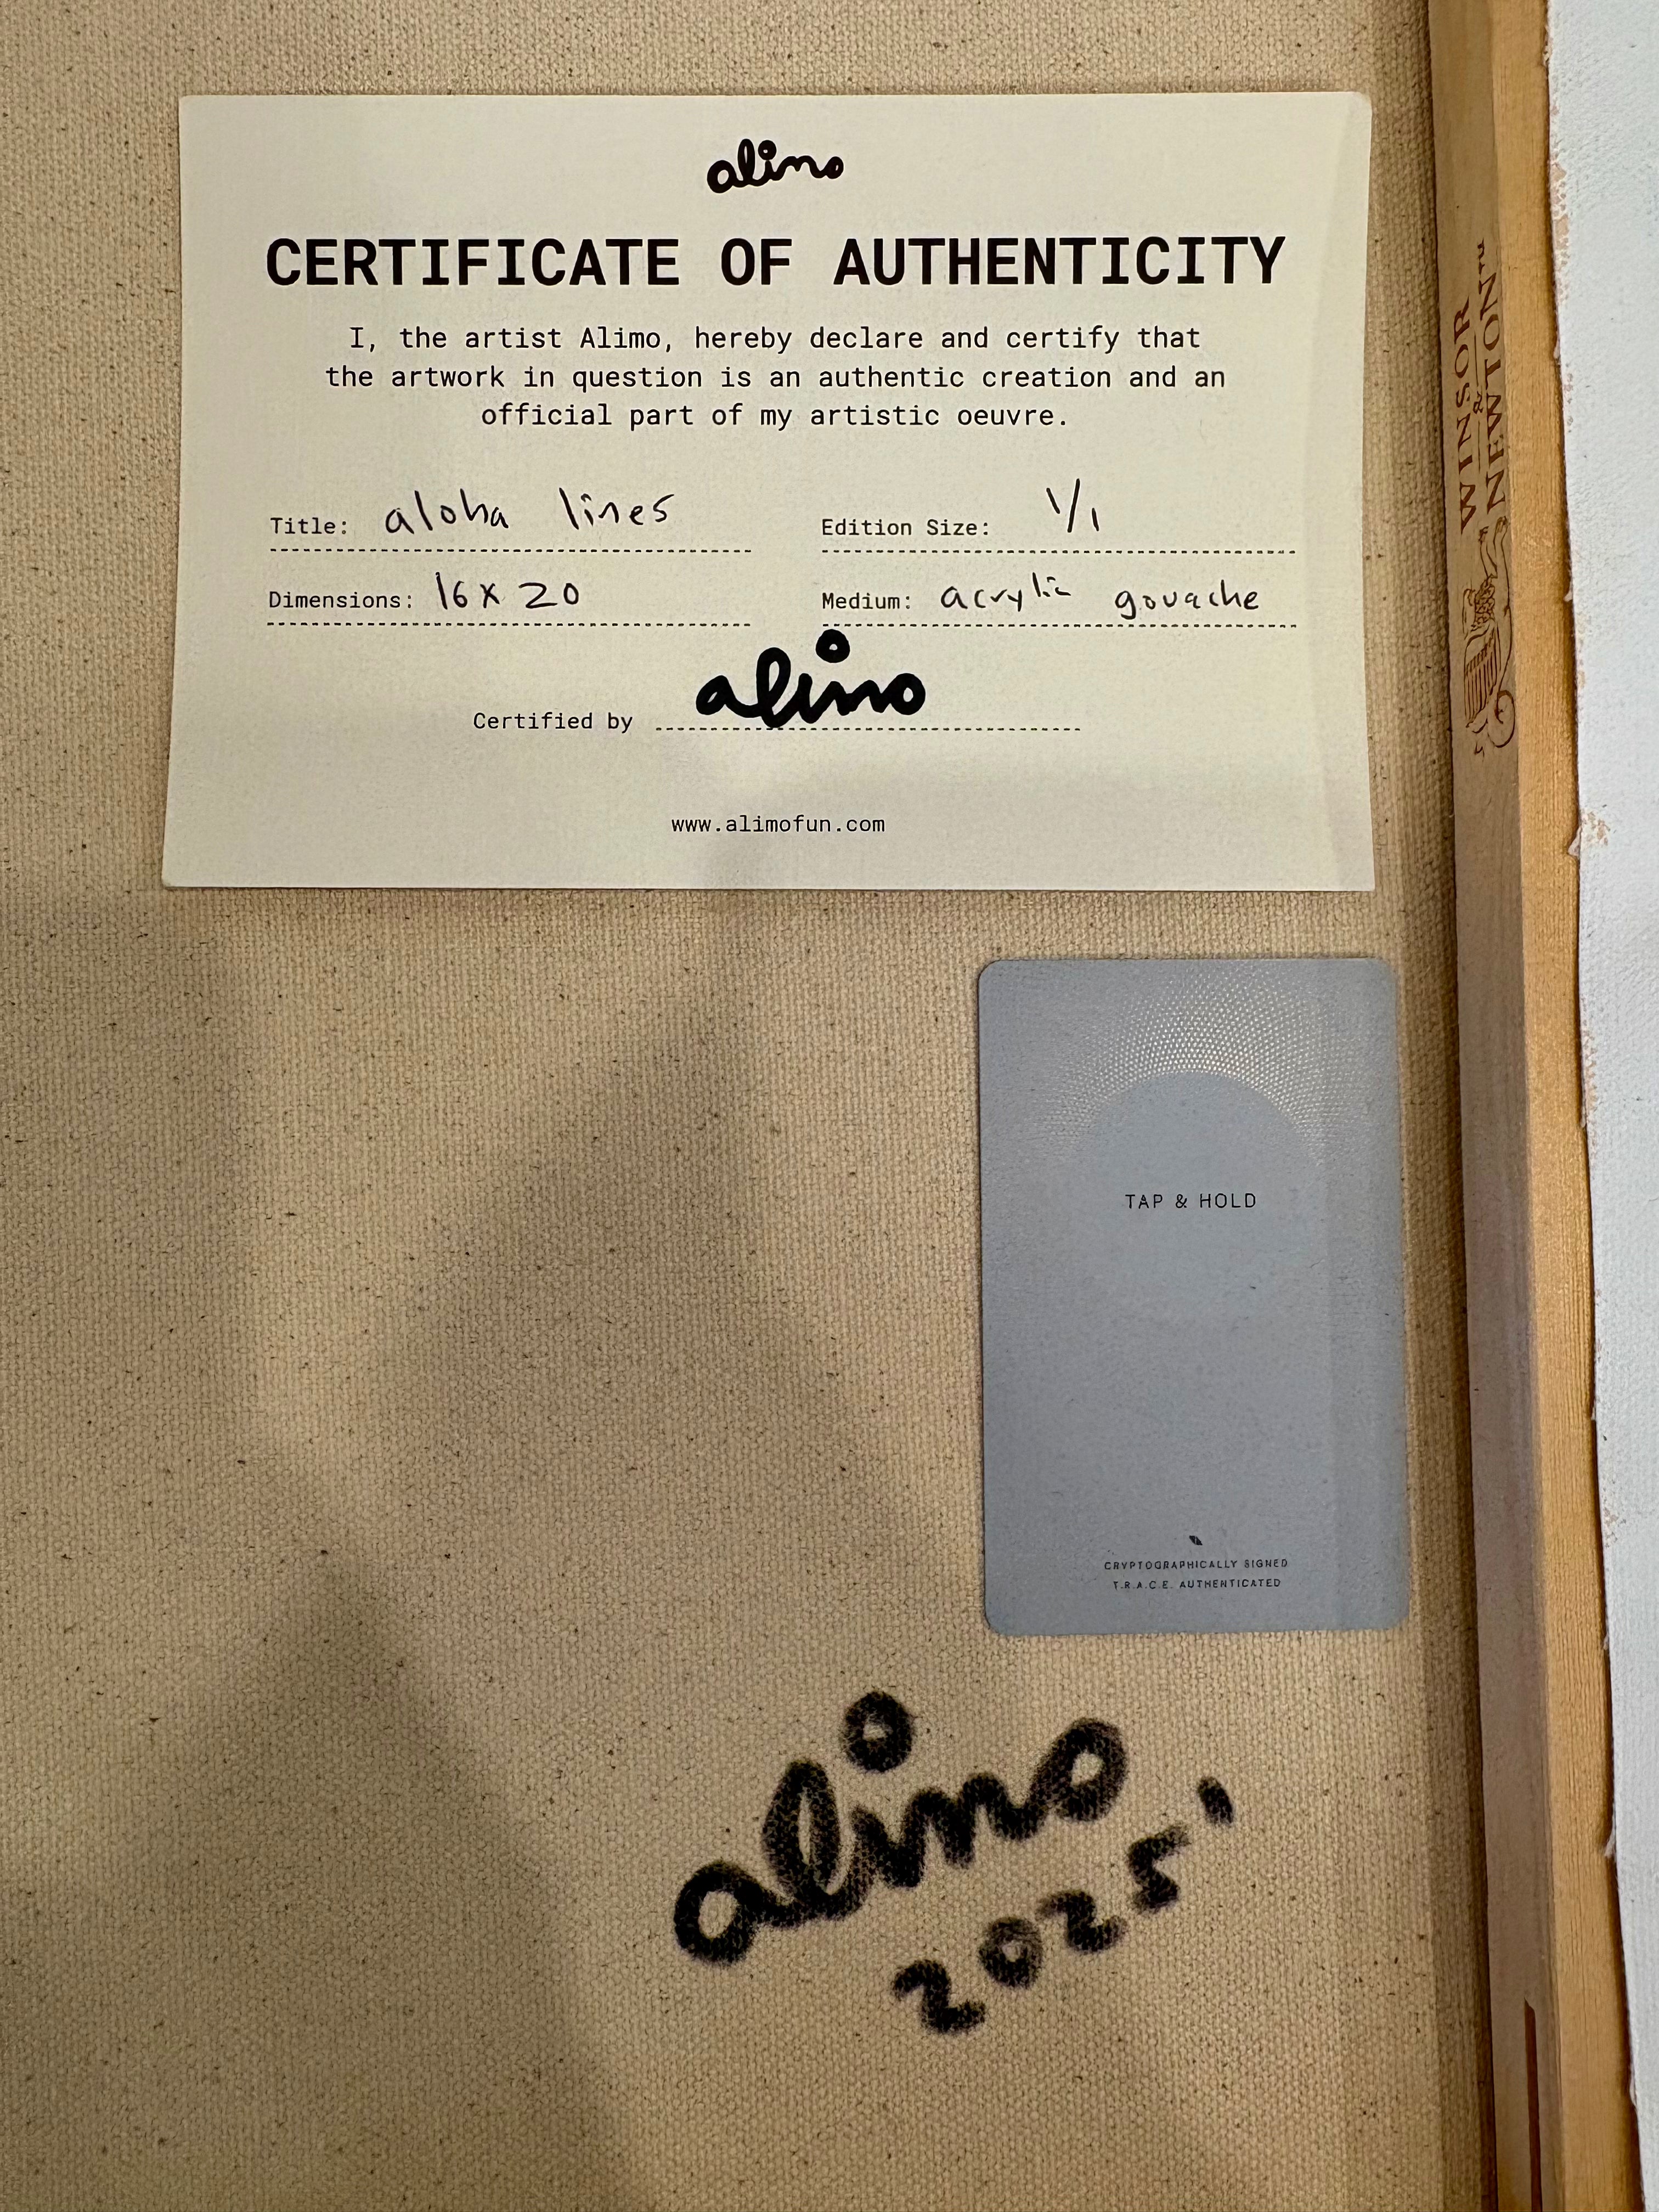 alimo
CERTIFICATE OF AUTHENTICITY
I, the artist Alimo, hereby declare and certify that
the artwork in question is an authentic creation and an
official part of my artistic oeuvre.
Title: aloha lines
Edition Size: 1/1
Dimensions: 16 x 20
Medium: acrylic gouache
Certified by alimo
www.alimofun.com
WINSOR
&
NEWTON™
TAP & HOLD
CRYPTOGRAPHICALLY SIGNED
T.R.A.C.E. AUTHENTICATED
alimo
2025'